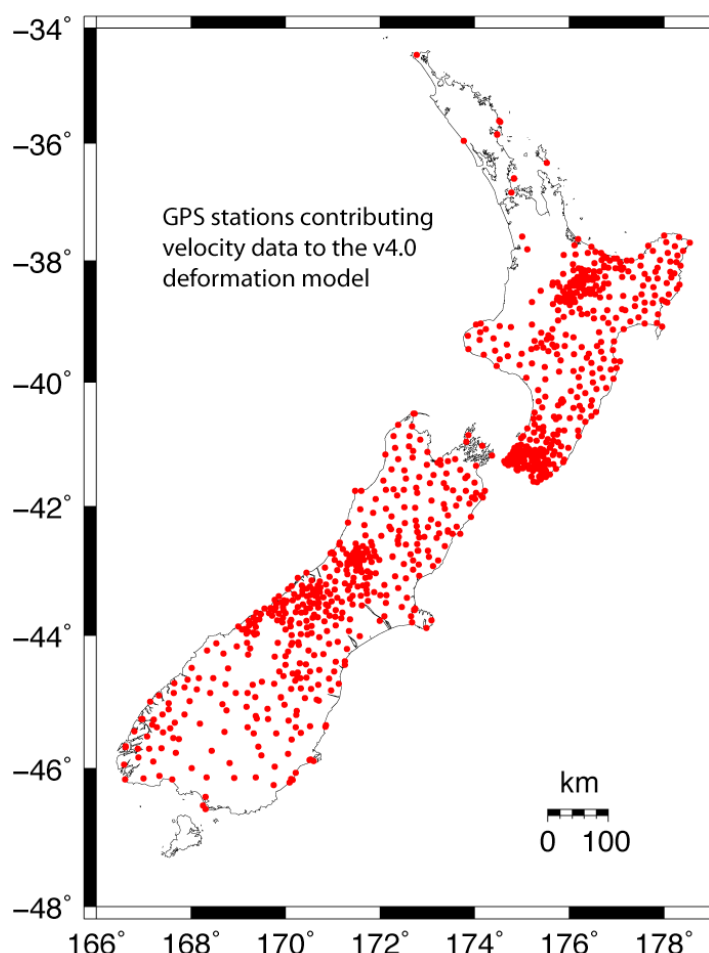 −34°
−36°
GPS stations contributing
velocity data to the v4.0
deformation model
−38°
−40°
−42°
−44°
−46°
km
0 100
−48°
166° 168° 170° 172° 174° 176° 178°